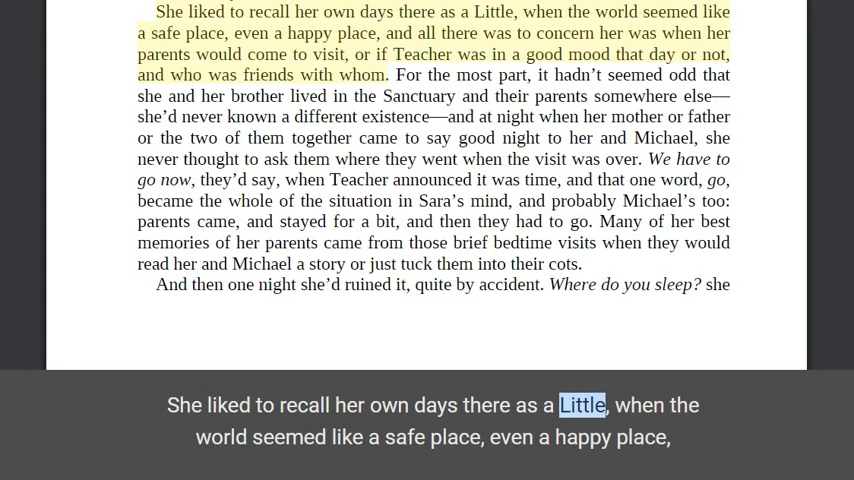 She liked to recall her own days there as a Little, when the world seemed like
a safe place, even a happy place, and all there was to concern her was when her
parents would come to visit, or if Teacher was in a good mood that day or not,
and who was friends with whom. For the most part, it hadn’t seemed odd that
she and her brother lived in the Sanctuary and their parents somewhere else—
she’d never known a different existence—and at night when her mother or father
or the two of them together came to say good night to her and Michael, she
never thought to ask them where they went when the visit was over. We have to
go now, they’d say, when Teacher announced it was time, and that one word, go,
became the whole of the situation in Sara’s mind, and probably Michael’s too:
parents came, and stayed for a bit, and then they had to go. Many of her best
memories of her parents came from those brief bedtime visits when they would
read her and Michael a story or just tuck them into their cots.
And then one night she’d ruined it, quite by accident. Where do you sleep? she
She liked to recall her own days there as a Little, when the
world seemed like a safe place, even a happy place,